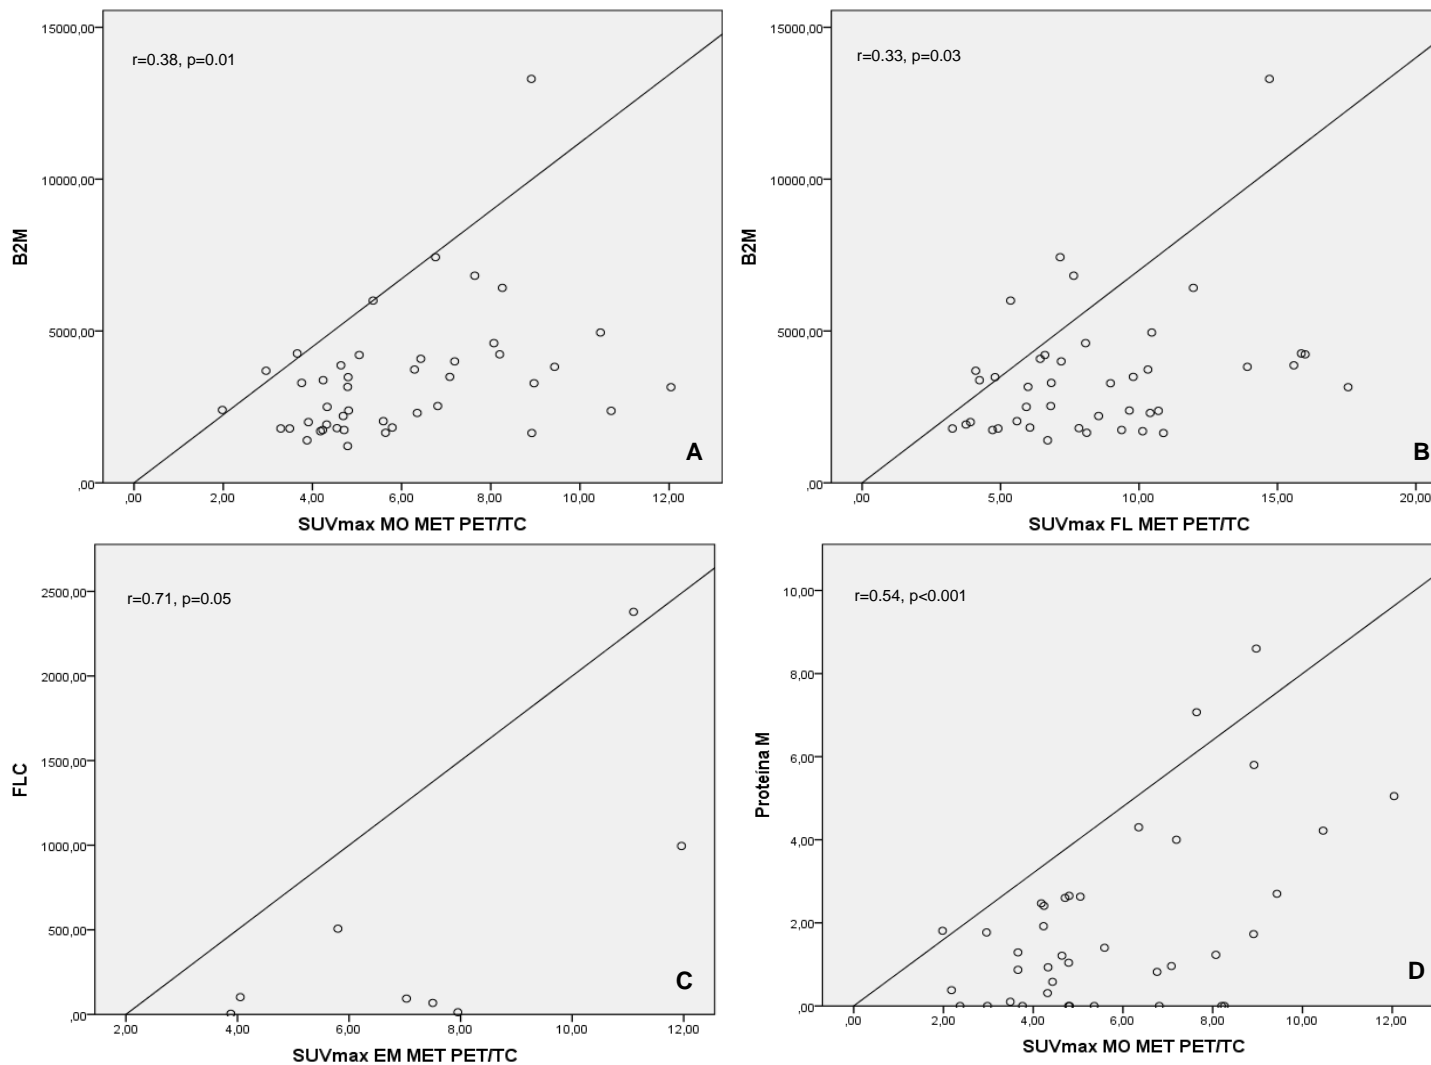 r=0.38, p=0.01
15000,00
10000,00
5000,00
,00
B2M
,00 2,00 4,00 6,00 8,00 10,00 12,00
SUVmax MO MET PET/TC
A
r=0.33, p=0.03
15000,00
10000,00
5000,00
,00
B2M
,00 5,00 10,00 15,00 20,00
SUVmax FL MET PET/TC
B
r=0.71, p=0.05
2500,00
2000,00
1500,00
1000,00
500,00
,00
FLC
2,00 4,00 6,00 8,00 10,00 12,00
SUVmax EM MET PET/TC
C
r=0.54, p<0.001
10,00
8,00
6,00
4,00
2,00
,00
Proteína M
,00 2,00 4,00 6,00 8,00 10,00 12,00
SUVmax MO MET PET/TC
D